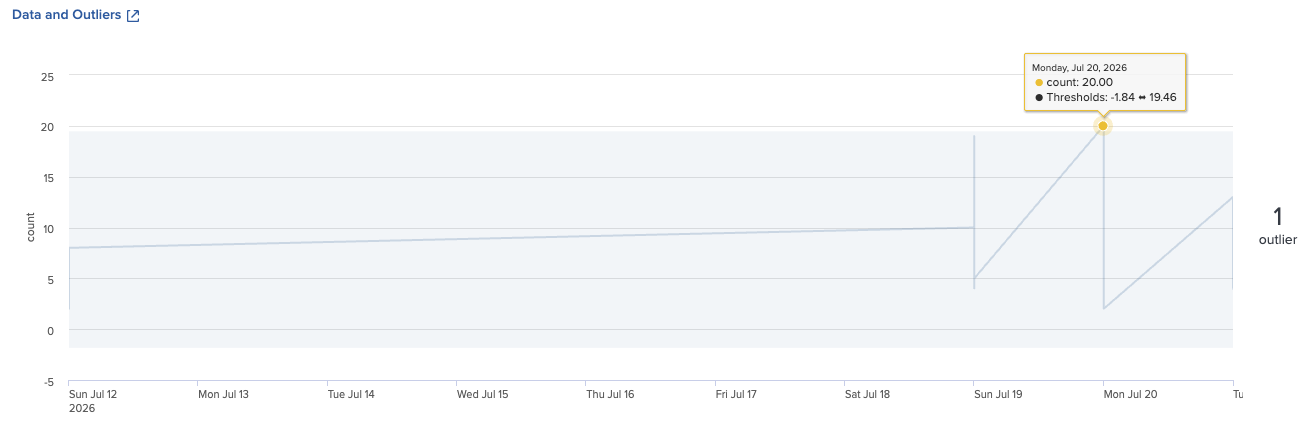 Data and Outliers
Monday, Jul 20, 2026
count: 20.00
Thresholds: -1.84 ⬌ 19.46
25
20
15
10
5
0
-5
count
1
outlier
Sun Jul 12 Mon Jul 13 Tue Jul 14 Wed Jul 15 Thu Jul 16 Fri Jul 17 Sat Jul 18 Sun Jul 19 Mon Jul 20 Tu
2026